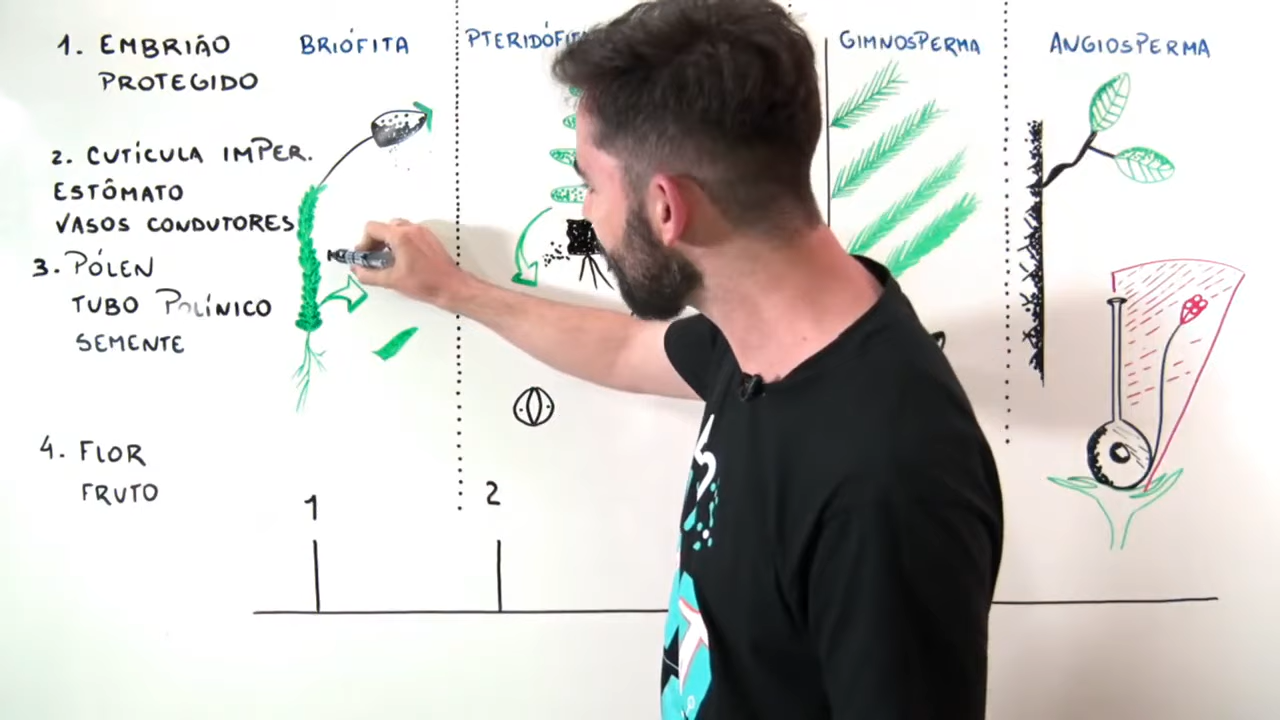 1. EMBRIÃO
PROTEGIDO
2. CUTÍCULA IMPER.
ESTÔMATO
VASOS CONDUTORES
3. PÓLEN
TUBO POLÍNICO
SEMENTE
4. FLOR
FRUTO
BRIÓFITA
GIMNOSPERMA
ANGIOSPERMA
1
2